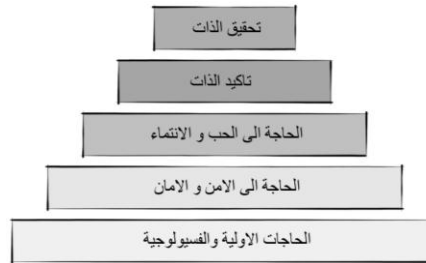 تحقيق الذات
تاكيد الذات
الحاجة الى الحب و الانتماء
الحاجة الى الامن و الامان
الحاجات الاولية والفسيولوجية